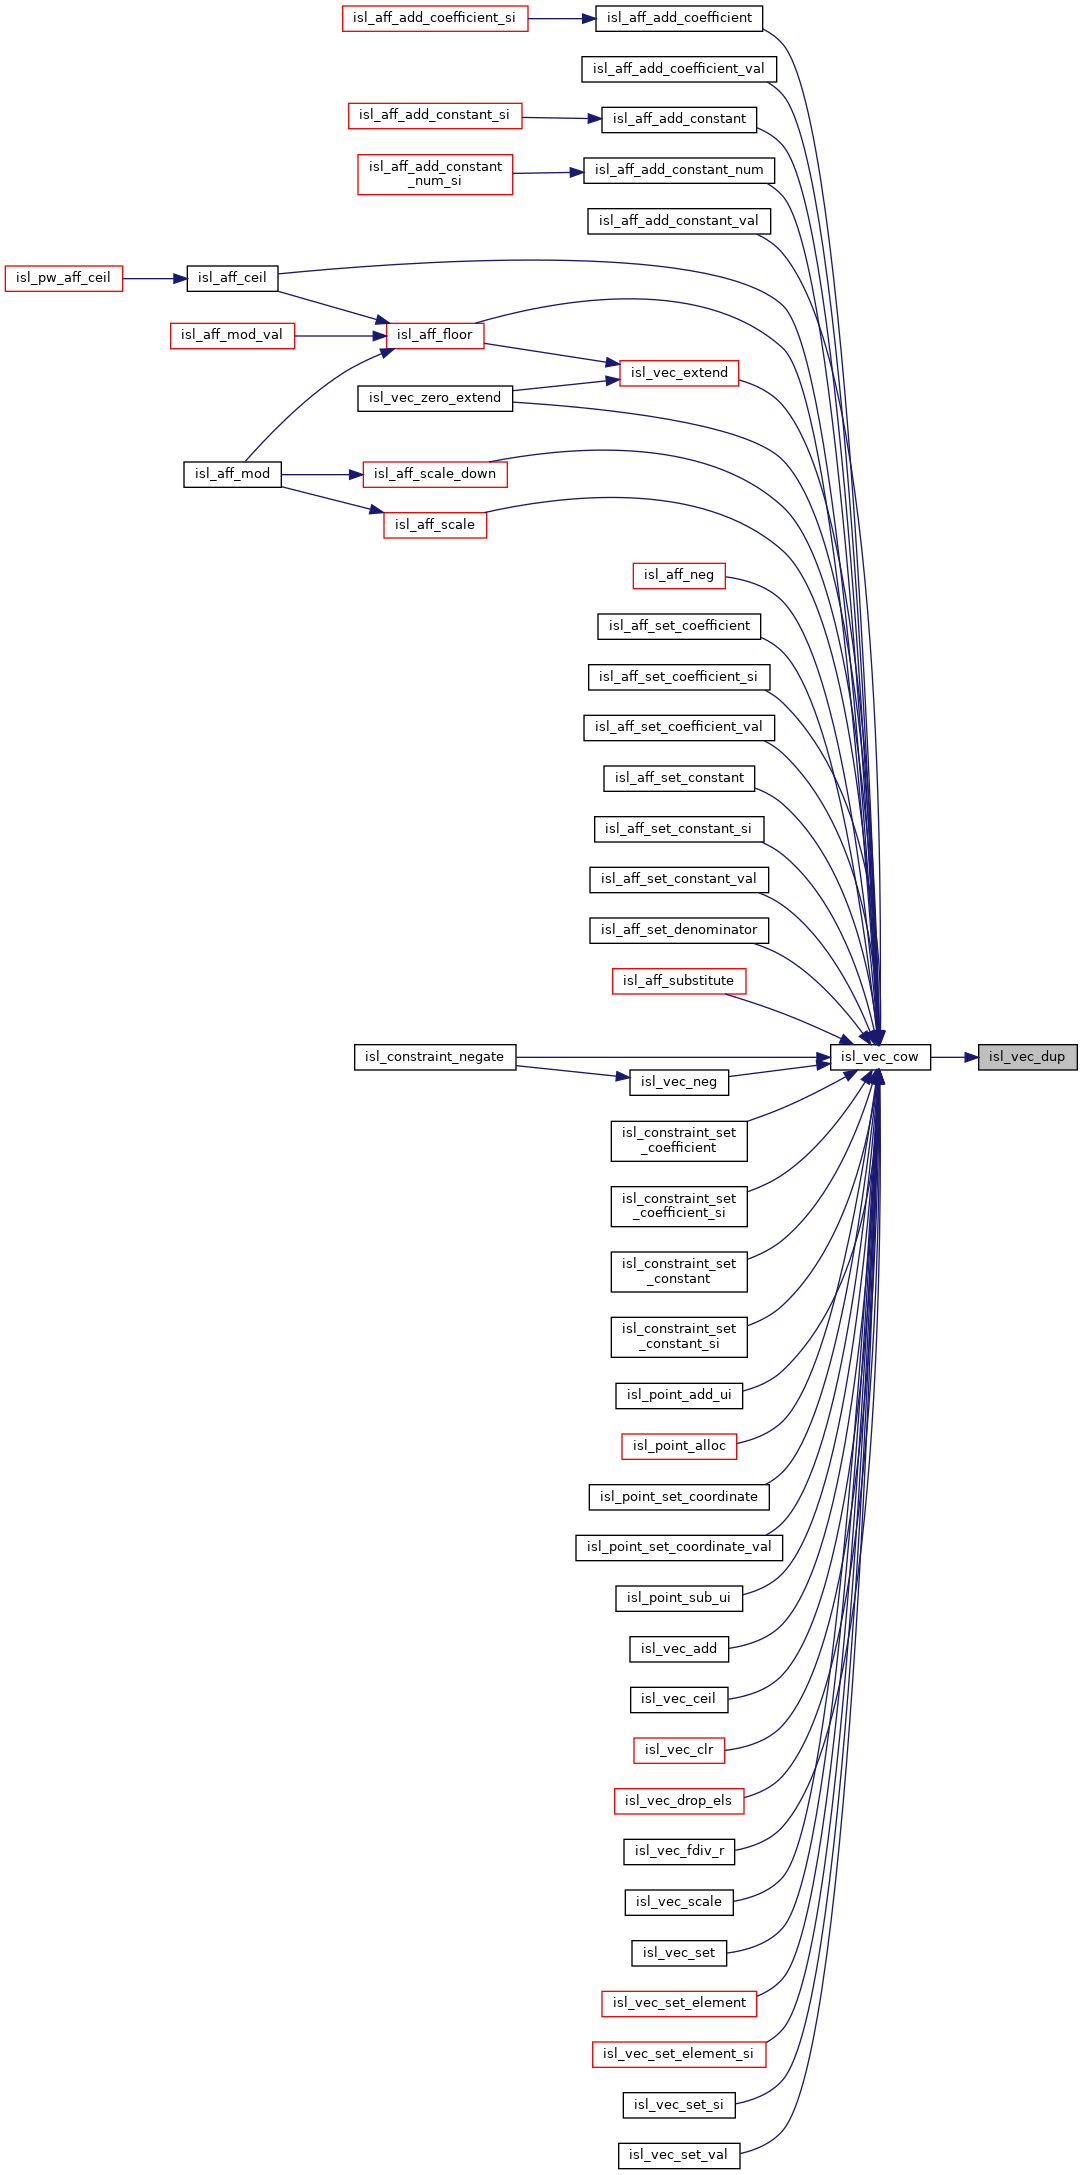 isl_aff_add_coefficient_si
isl_aff_add_coefficient
isl_aff_add_coefficient_val
isl_aff_add_constant_si
isl_aff_add_constant
isl_aff_add_constant
_num_si
isl_aff_add_constant_num
isl_aff_add_constant_val
isl_pw_aff_ceil
isl_aff_ceil
isl_aff_mod_val
isl_aff_floor
isl_vec_extend
isl_vec_zero_extend
isl_aff_mod
isl_aff_scale_down
isl_aff_scale
isl_aff_neg
isl_aff_set_coefficient
isl_aff_set_coefficient_si
isl_aff_set_coefficient_val
isl_aff_set_constant
isl_aff_set_constant_si
isl_aff_set_constant_val
isl_aff_set_denominator
isl_aff_substitute
isl_constraint_negate
isl_vec_cow
isl_vec_dup
isl_vec_neg
isl_constraint_set
_coefficient
isl_constraint_set
_coefficient_si
isl_constraint_set
_constant
isl_constraint_set
_constant_si
isl_point_add_ui
isl_point_alloc
isl_point_set_coordinate
isl_point_set_coordinate_val
isl_point_sub_ui
isl_vec_add
isl_vec_ceil
isl_vec_clr
isl_vec_drop_els
isl_vec_fdiv_r
isl_vec_scale
isl_vec_set
isl_vec_set_element
isl_vec_set_element_si
isl_vec_set_si
isl_vec_set_val